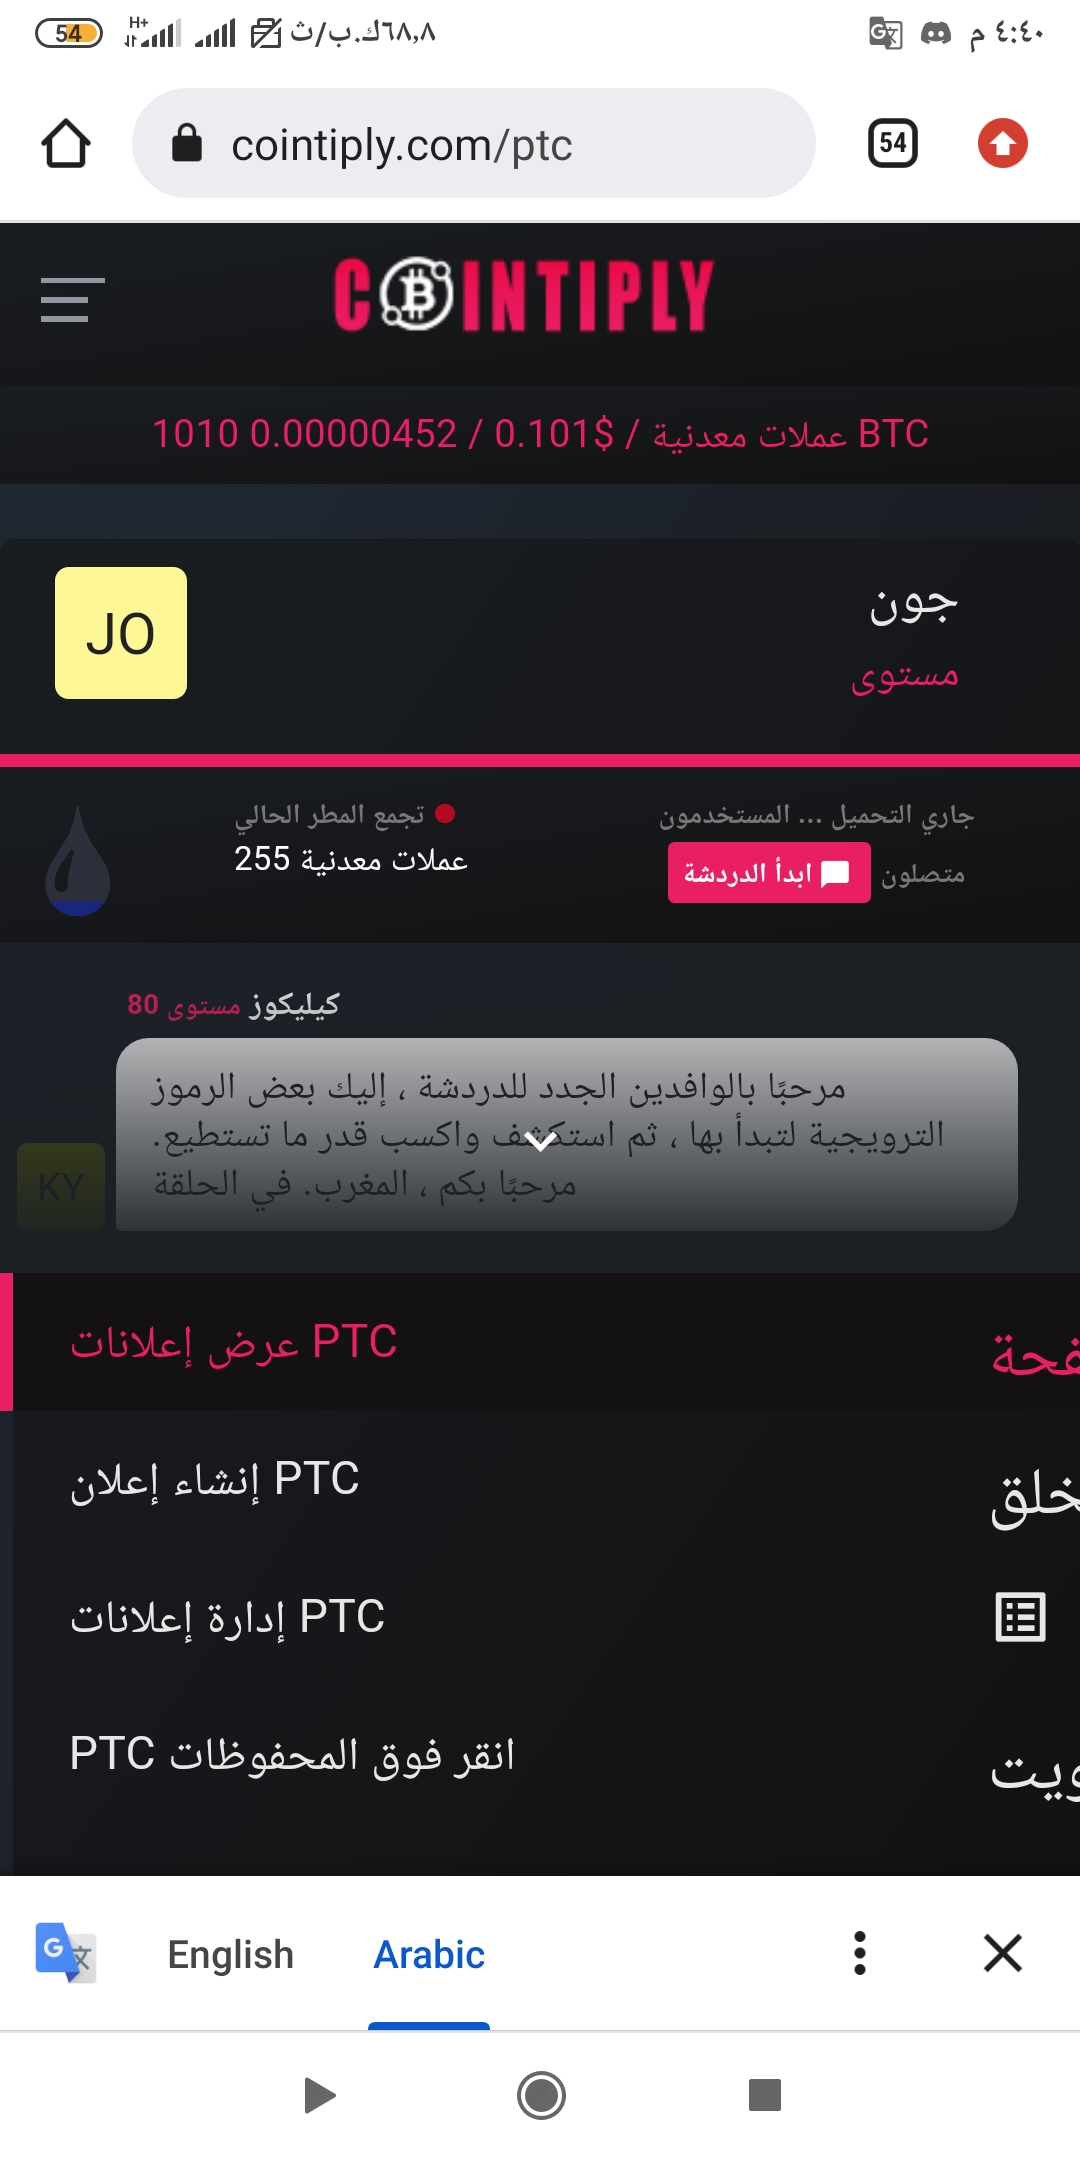 54 H+ ٦٨,٨ك.ب/ث ٤:٤٠ م
cointiply.com/ptc 54
COINTIPLY
1010 0.00000452 / 0.101$ / عملات معدنية BTC
JO
جون
مستوى
تجمع المطر الحالي
255 عملات معدنية
جاري التحميل ... المستخدمون
متصلون
ابدأ الدردشة
كيليكوز مستوى 80
مرحبًا بالوافدين الجدد للدردشة ، إليك بعض الرموز
الترويجية لتبدأ بها ، ثم استكشف واكسب قدر ما تستطيع.
مرحبًا بكم ، المغرب. في الحلقة
KY
عرض إعلانات PTC
فحة
إنشاء إعلان PTC
خلق
إدارة إعلانات PTC
انقر فوق المحفوظات PTC
ويت
English Arabic